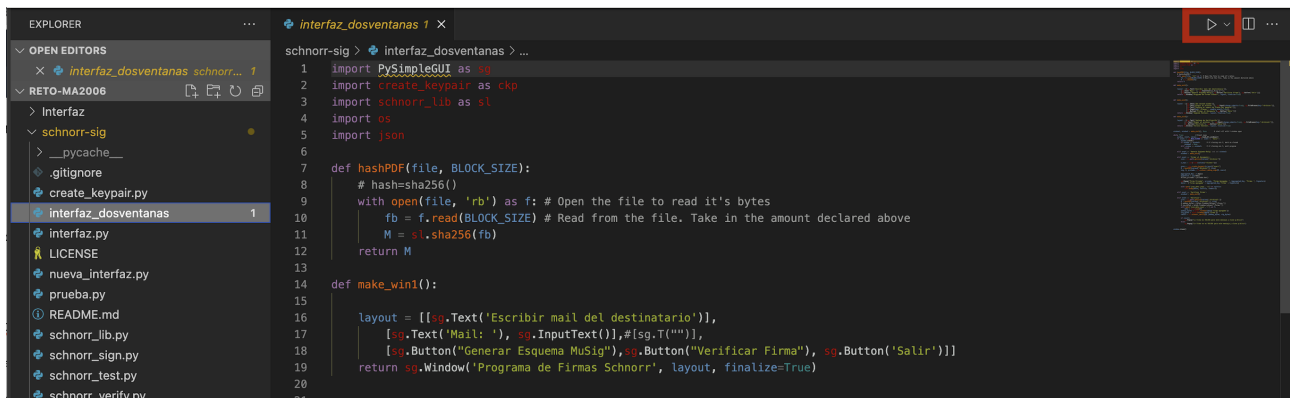 EXPLORER
OPEN EDITORS
interfaz_dosventanas schnorr... 1
RETO-MA2006
Interfaz
schnorr-sig
__pycache__
.gitignore
create_keypair.py
interfaz_dosventanas 1
interfaz.py
LICENSE
nueva_interfaz.py
prueba.py
README.md
schnorr_lib.py
schnorr_sign.py
schnorr_test.py
schnorr_verify.py
interfaz_dosventanas 1
schnorr-sig > interfaz_dosventanas > ...
1 import PySimpleGUI as sg
2 import create_keypair as ckp
3 import schnorr_lib as sl
4 import os
5 import json
6
7 def hashPDF(file, BLOCK_SIZE):
8 # hash=sha256()
9 with open(file, 'rb') as f: # Open the file to read it's bytes
10 fb = f.read(BLOCK_SIZE) # Read from the file. Take in the amount declared above
11 M = sl.sha256(fb)
12 return M
13
14 def make_win1():
15
16 layout = [[sg.Text('Escribir mail del destinatario')],
17 [sg.Text('Mail: '), sg.InputText()],#[sg.T("")],
18 [sg.Button("Generar Esquema MuSig"),sg.Button("Verificar Firma"), sg.Button('Salir')]]
19 return sg.Window('Programa de Firmas Schnorr', layout, finalize=True)
20